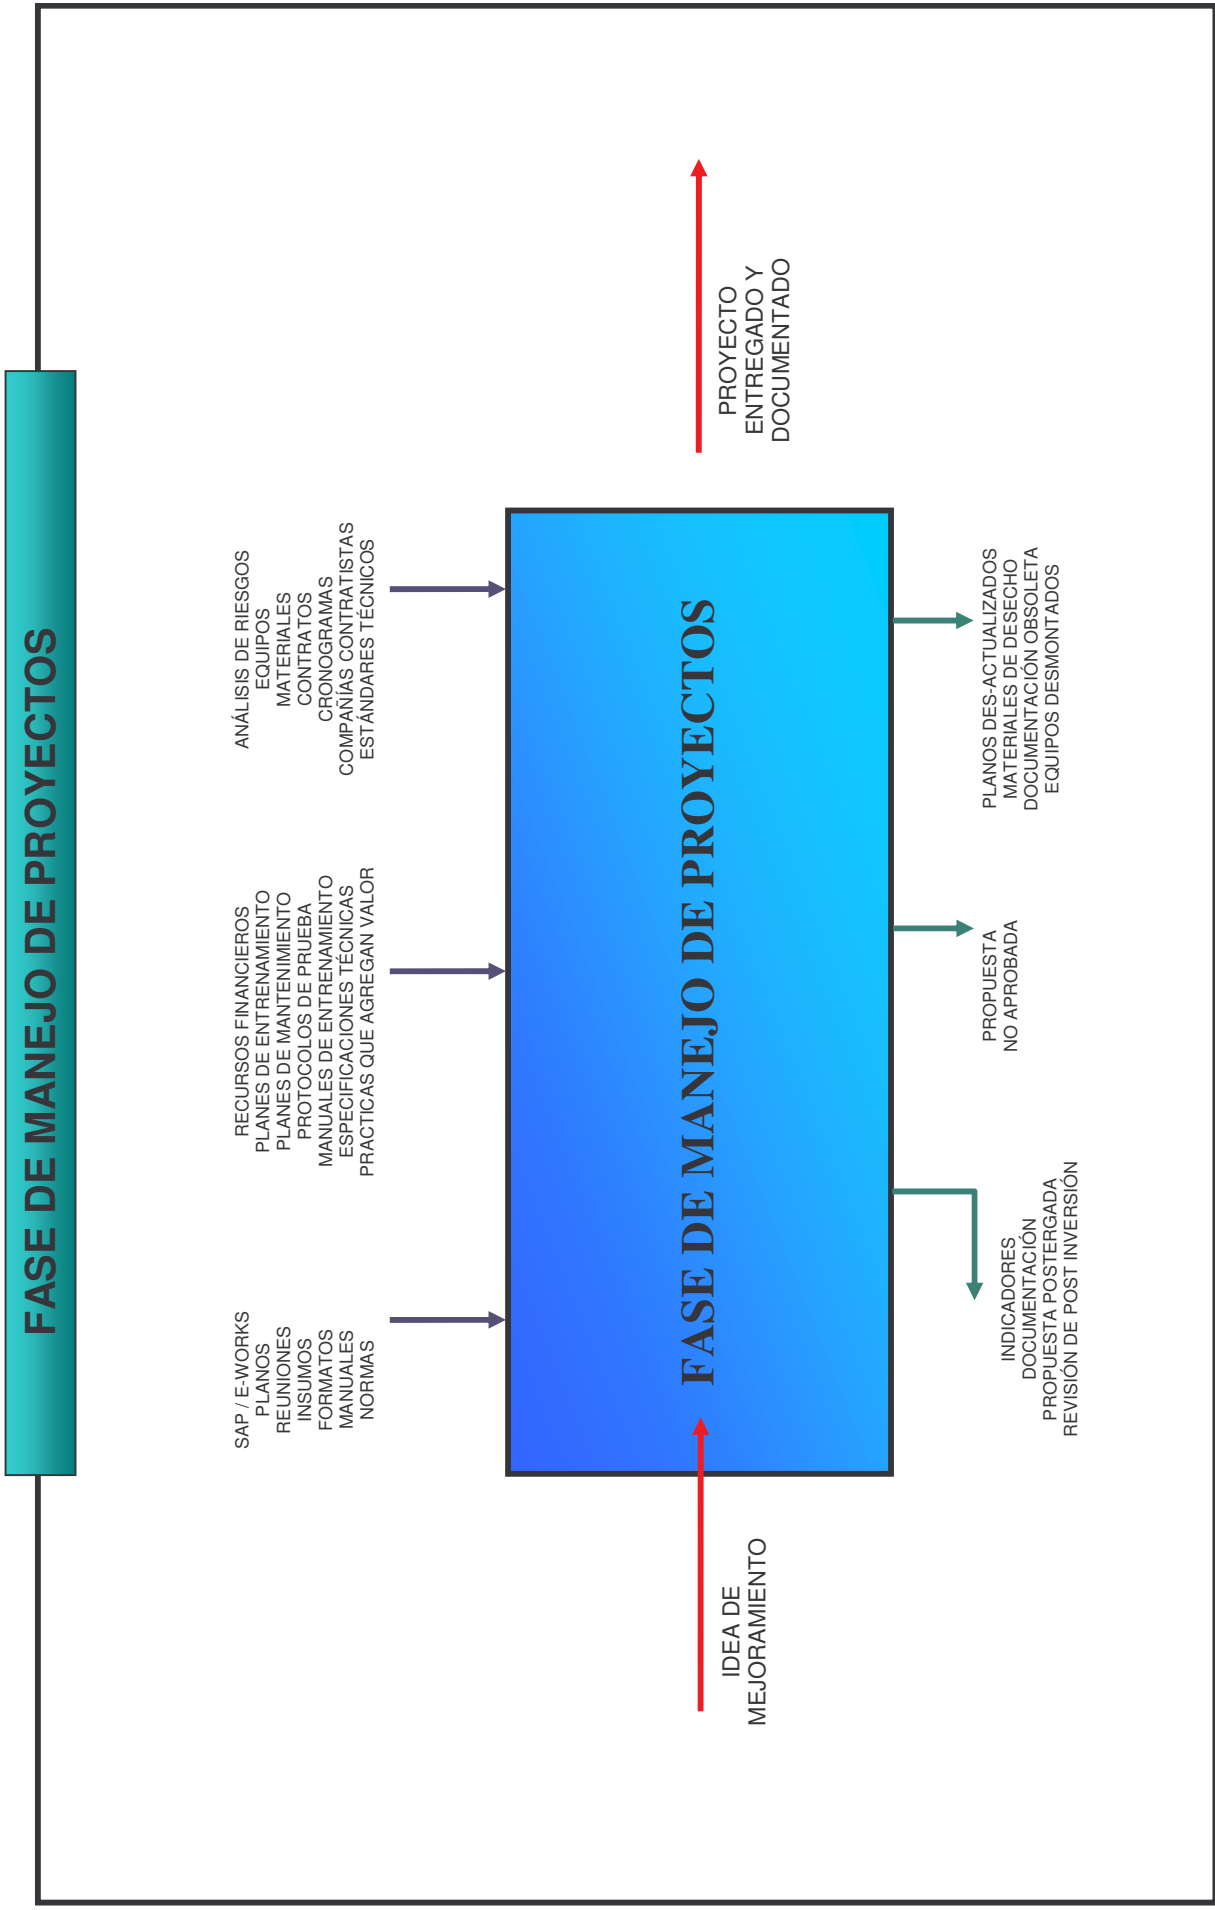 FASE DE MANEJO DE PROYECTOS
SAP / E-WORKS
PLANOS
REUNIONES
INSUMOS
FORMATOS
MANUALES
NORMAS
RECURSOS FINANCIEROS
PLANES DE ENTRENAMIENTO
PLANES DE MANTENIMIENTO
PROTOCOLOS DE PRUEBA
MANUALES DE ENTRENAMIENTO
ESPECIFICACIONES TÉCNICAS
PRACTICAS QUE AGREGAN VALOR
ANÁLISIS DE RIESGOS
EQUIPOS
MATERIALES
CONTRATOS
CRONOGRAMAS
COMPAÑÍAS CONTRATISTAS
ESTÁNDARES TÉCNICOS
IDEA DE
MEJORAMIENTO
FASE DE MANEJO DE PROYECTOS
PROYECTO
ENTREGADO Y
DOCUMENTADO
INDICADORES
DOCUMENTACIÓN
PROPUESTA POSTERGADA
REVISIÓN DE POST INVERSIÓN
PROPUESTA
NO APROBADA
PLANOS DES-ACTUALIZADOS
MATERIALES DE DESECHO
DOCUMENTACIÓN OBSOLETA
EQUIPOS DESMONTADOS